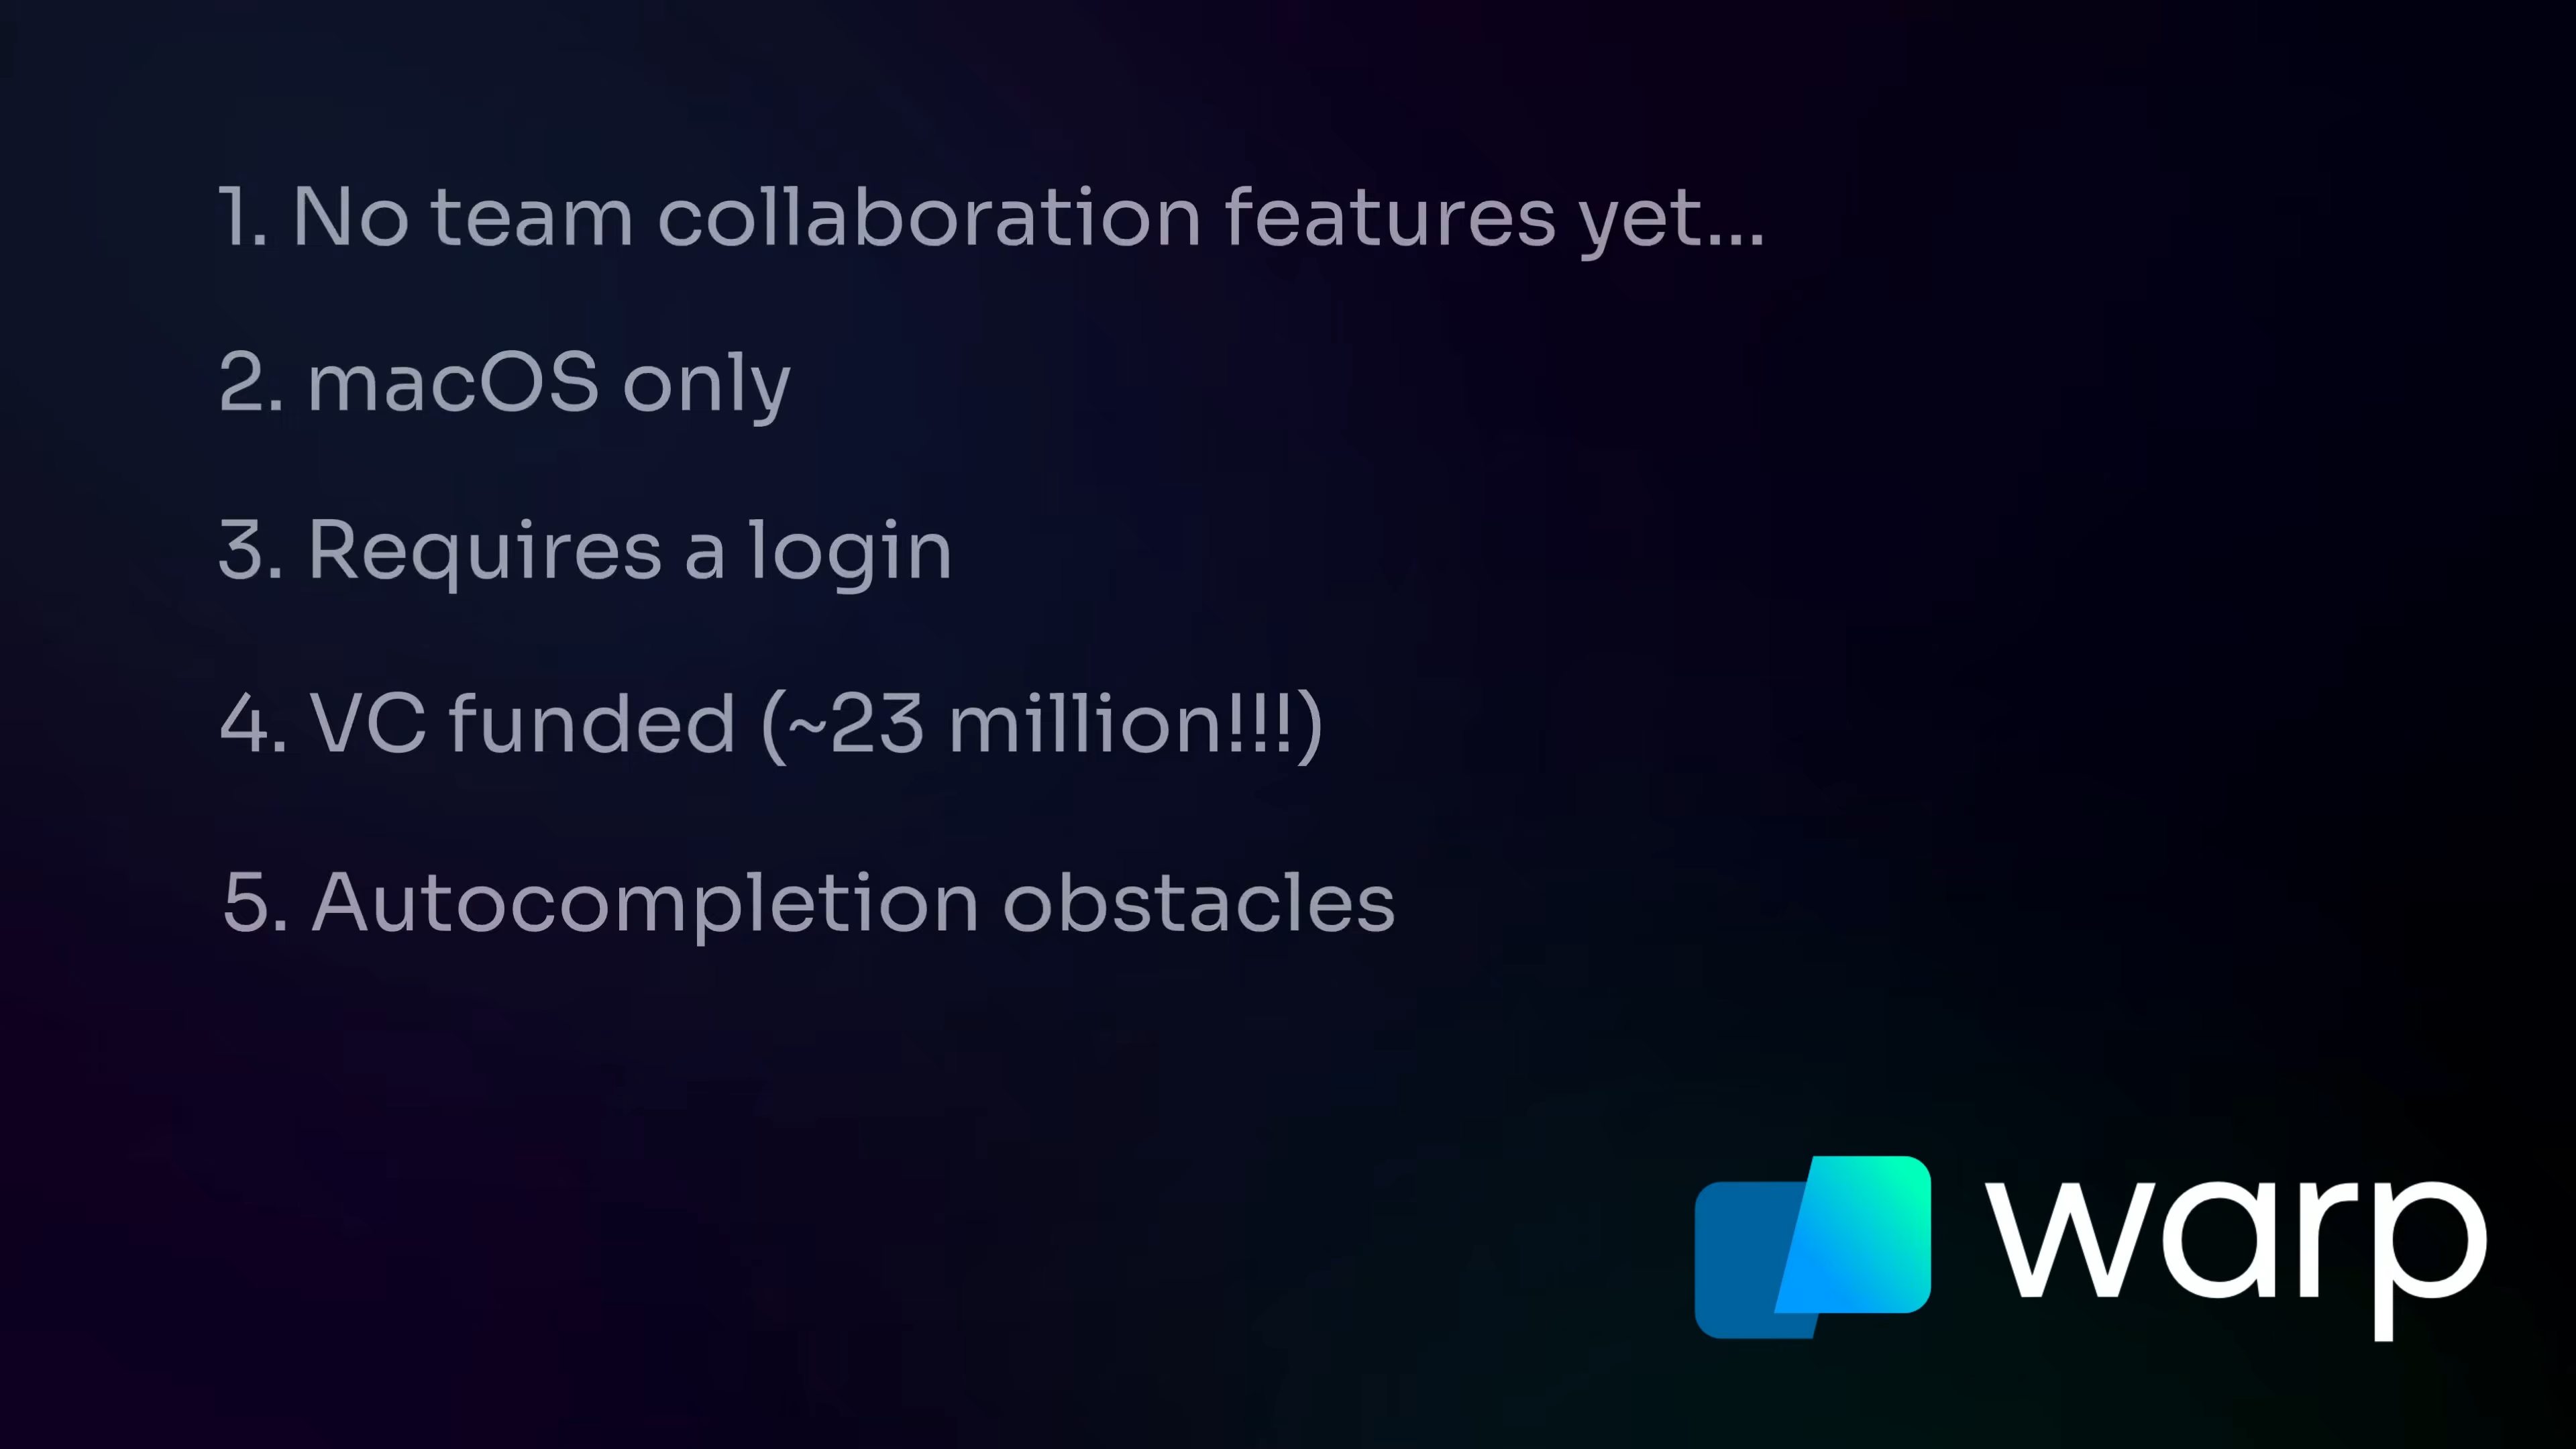 1. No team collaboration features yet...
2. macOS only
3. Requires a login
4. VC funded (~23 million!!!)
5. Autocompletion obstacles
warp